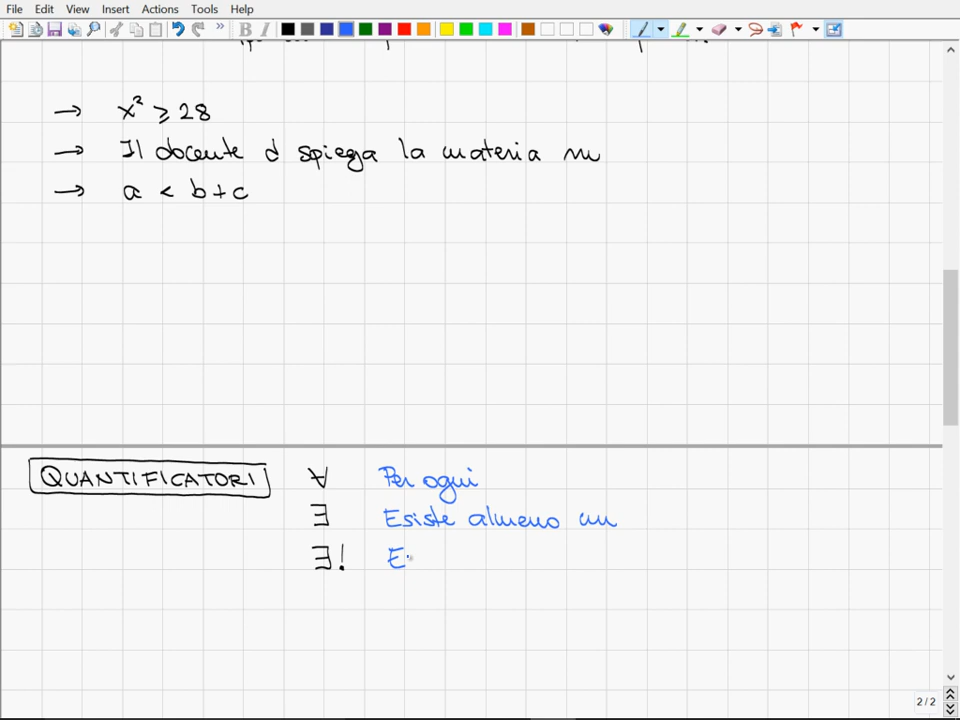 File Edit View Insert Actions Tools Help
→ x² ≥ 28
→ Il docente d spiega la materia m
→ a < b + c
QUANTIFICATORI ∀ Per ogni
∃ Esiste almeno un
∃! E
2 / 2